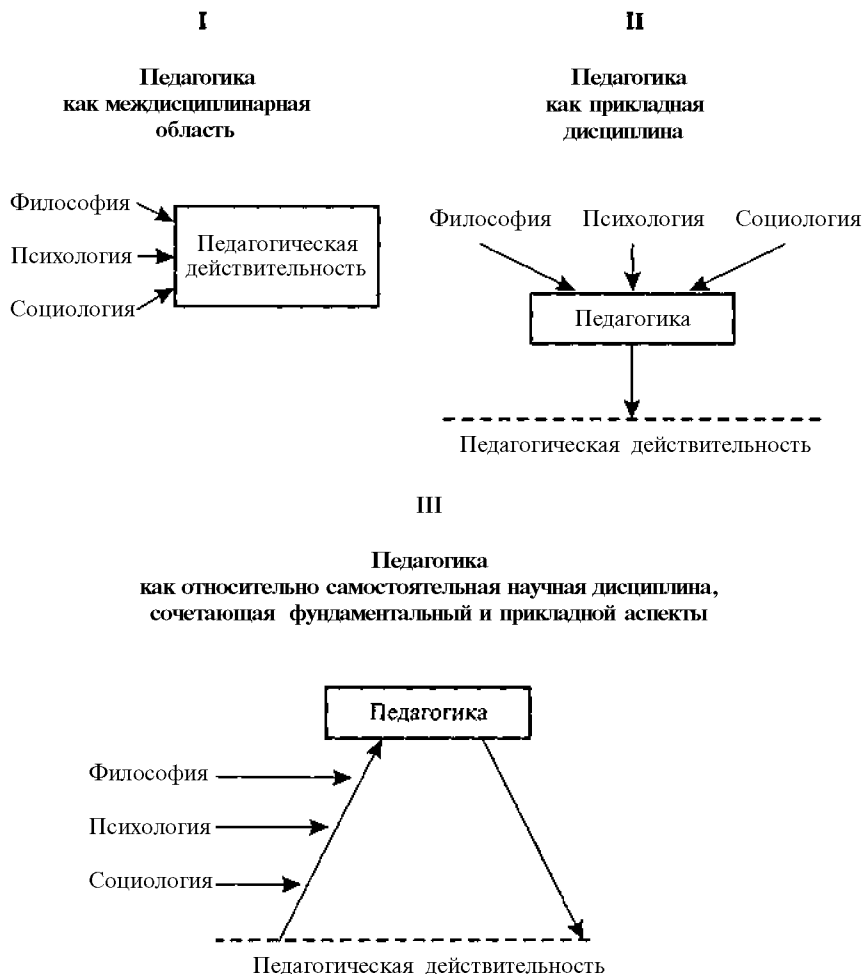 I
Педагогика
как междисциплинарная
область
Философия
Психология
Социология
Педагогическая
действительность
II
Педагогика
как прикладная
дисциплина
Философия Психология Социология
Педагогика
Педагогическая действительность
III
Педагогика
как относительно самостоятельная научная дисциплина,
сочетающая фундаментальный и прикладной аспекты
Педагогика
Философия
Психология
Социология
Педагогическая действительность